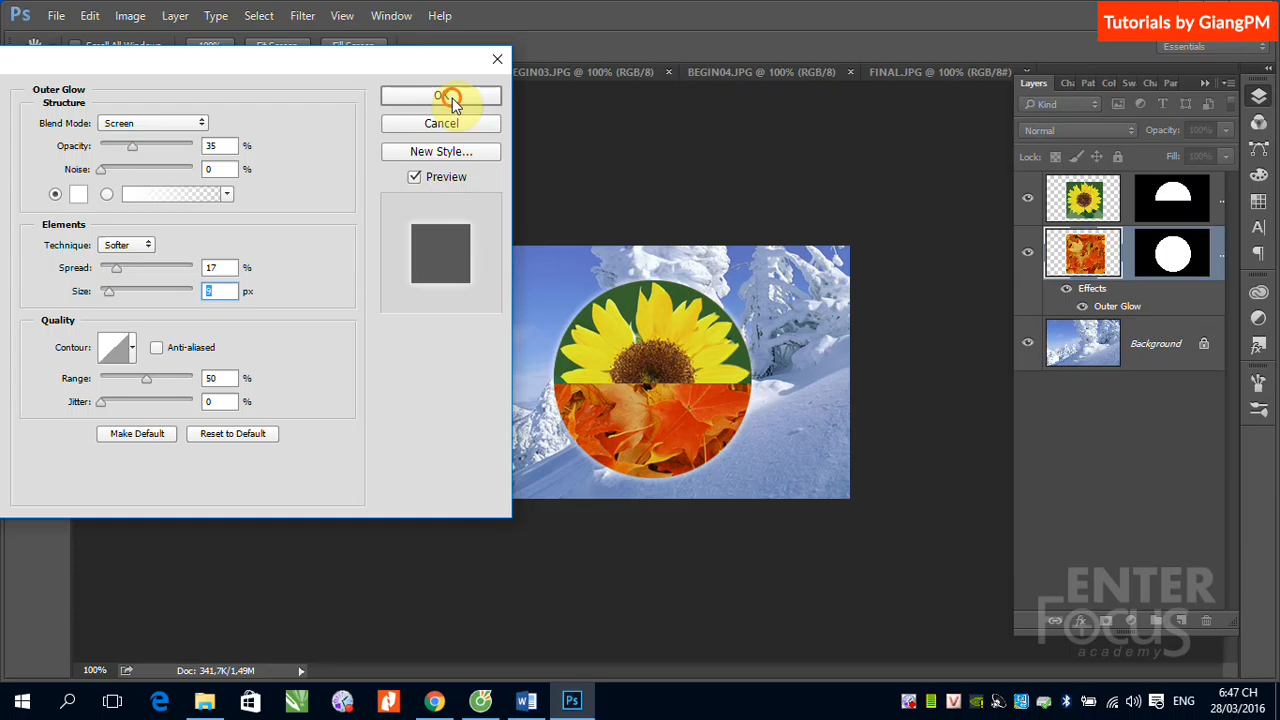 Ps File Edit Image Layer Type Select Filter View Window Help
Tutorials by GiangPM
Scroll All Windows 100% Fit Screen Fill Screen
Essentials
BEGIN03.JPG @ 100% (RGB/8) × BEGIN04.JPG @ 100% (RGB/8) × FINAL.JPG @ 100% (RGB/8#) ×
Layers Cha Pat Col Sw Cha Par
Kind
Normal Opacity: 100%
Lock: Fill: 100%
Effects
Outer Glow
Background
Outer Glow
Structure
Blend Mode: Screen
Opacity: 35 %
Noise: 0 %
Elements
Technique: Softer
Spread: 17 %
Size: 9 px
Quality
Contour: Anti-aliased
Range: 50 %
Jitter: 0 %
Make Default Reset to Default
OK
Cancel
New Style...
Preview
ENTER
Focus
academy
100% Doc: 341,7K/1,49M
ENG
6:47 CH
28/03/2016